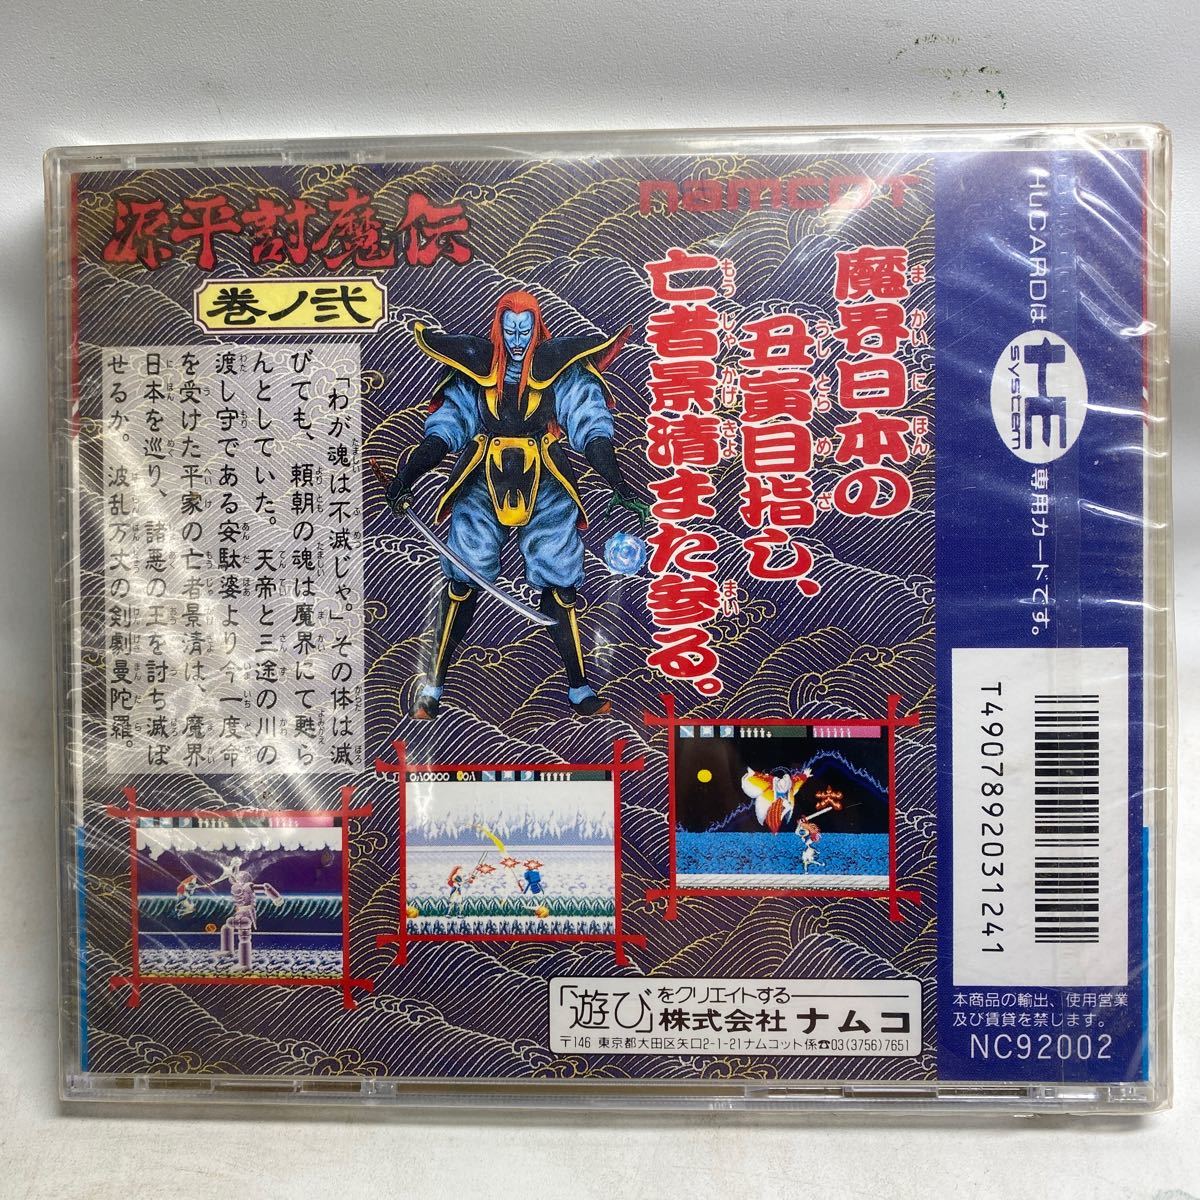 namcot
源平討魔伝
巻ノ弐
魔界日本の
丑寅目指し、
亡者景清また参る。
「わが魂は不滅じゃ。」その体は滅
びても、頼朝の魂は魔界にて甦ら
んとしていた。天帝と三途の川の
渡し守である安駄婆より今一度命
を受けた平家の亡者景清は、魔界
日本を巡り、諸悪の王を討ち滅ぼ
せるか。波乱万丈の剣劇曼陀羅。
「遊び」をクリエイトする
株式会社ナムコ
〒146 東京都大田区矢口2-1-21ナムコット係☎03(3756)7651
HuCARDは
HE system
専用カードです。
T4907892031241
本商品の輸出、使用営業
及び賃貸を禁じます。
NC92002